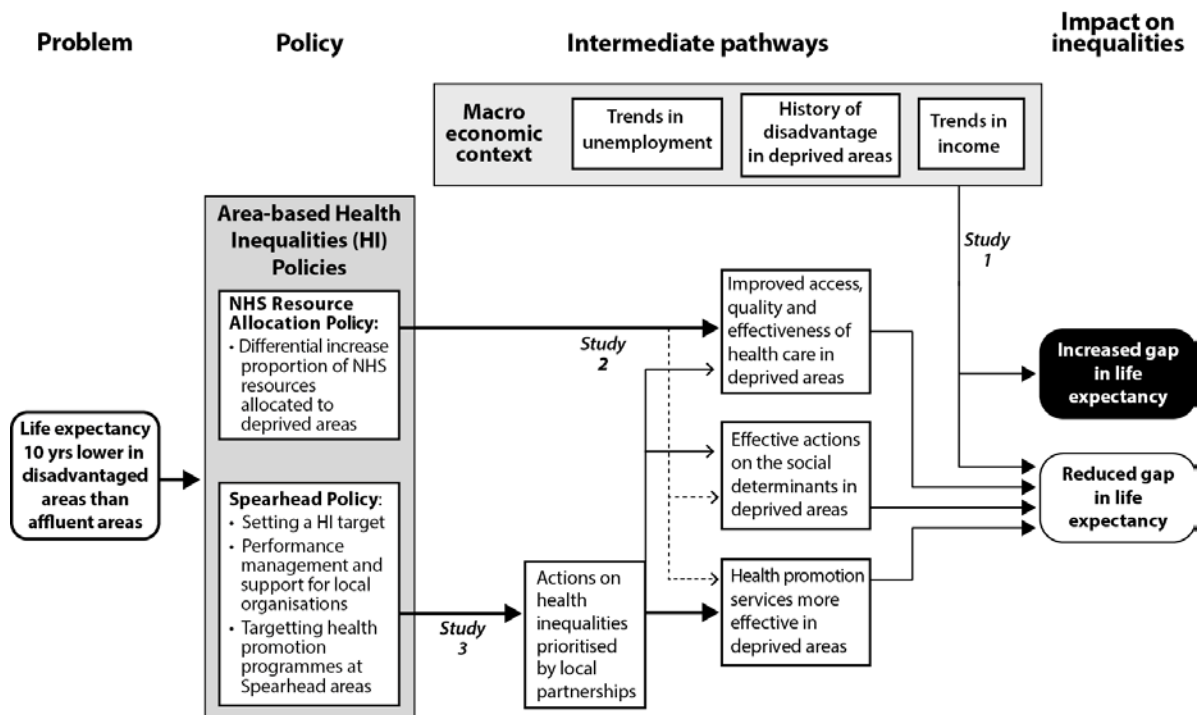 Problem
Policy
Intermediate pathways
Impact on
inequalities
Macro
economic
context
Trends in
unemployment
History of
disadvantage
in deprived areas
Trends in
income
Study
1
Area-based Health
Inequalities (HI)
Policies
NHS Resource
Allocation Policy:
• Differential increase
proportion of NHS
resources
allocated to
deprived areas
Study
2
Improved access,
quality and
effectiveness of
health care in
deprived areas
Increased gap
in life
expectancy
Life expectancy
10 yrs lower in
disadvantaged
areas than
affluent areas
Effective actions
on the social
determinants in
deprived areas
Reduced gap
in life
expectancy
Spearhead Policy:
• Setting a HI target
• Performance
management and
support for local
organisations
• Targetting health
promotion
programmes at
Spearhead areas
Study
3
Actions on
health
inequalities
prioritised
by local
partnerships
Health promotion
services more
effective in
deprived areas